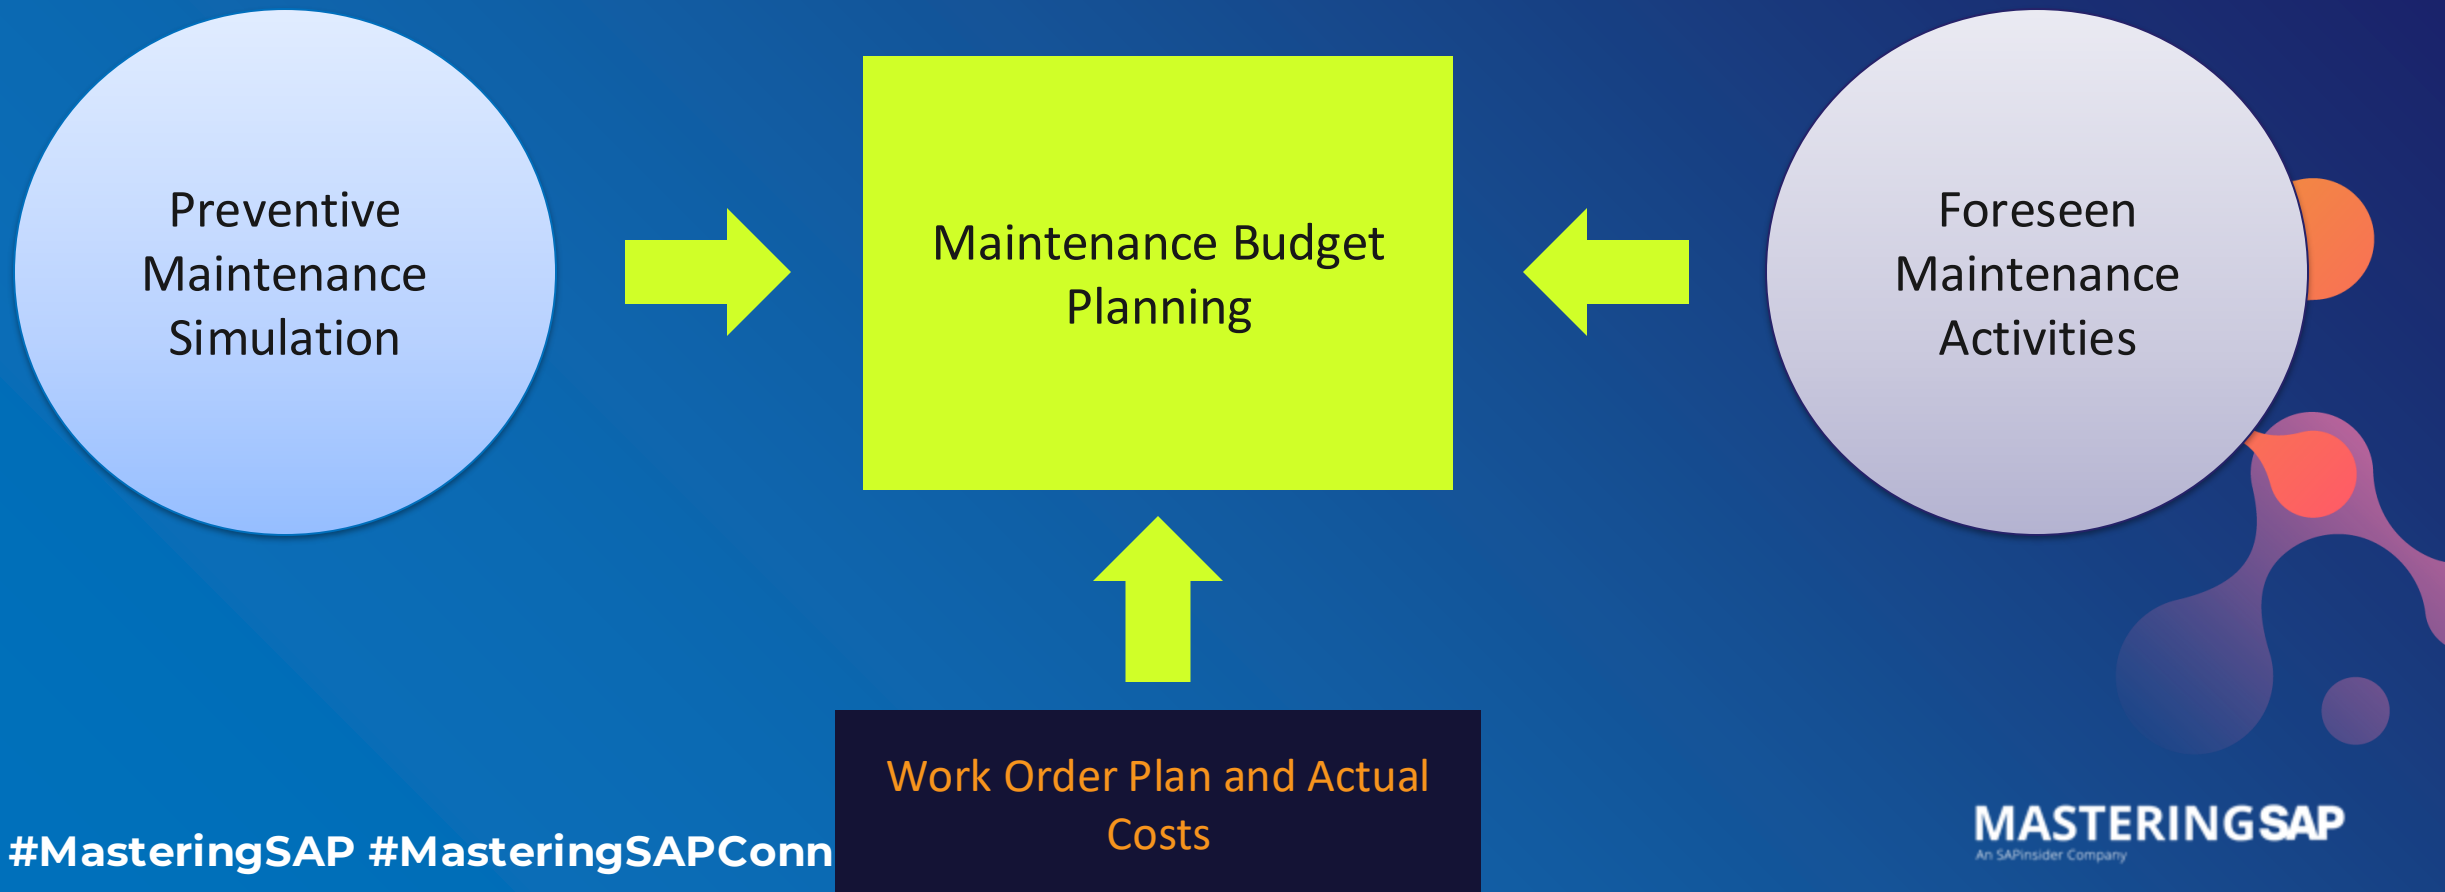 Preventive
Maintenance
Simulation
Maintenance Budget
Planning
Foreseen
Maintenance
Activities
Work Order Plan and Actual
Costs
#MasteringSAP #MasteringSAPConn
MASTERINGSAP
An SAPinsider Company